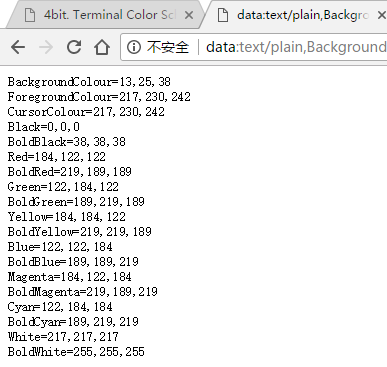 4bit. Terminal Color Sc
data:text/plain,Backgro
不安全
data:text/plain,Background
BackgroundColour=13,25,38
ForegroundColour=217,230,242
CursorColour=217,230,242
Black=0,0,0
BoldBlack=38,38,38
Red=184,122,122
BoldRed=219,189,189
Green=122,184,122
BoldGreen=189,219,189
Yellow=184,184,122
BoldYellow=219,219,189
Blue=122,122,184
BoldBlue=189,189,219
Magenta=184,122,184
BoldMagenta=219,189,219
Cyan=122,184,184
BoldCyan=189,219,219
White=217,217,217
BoldWhite=255,255,255